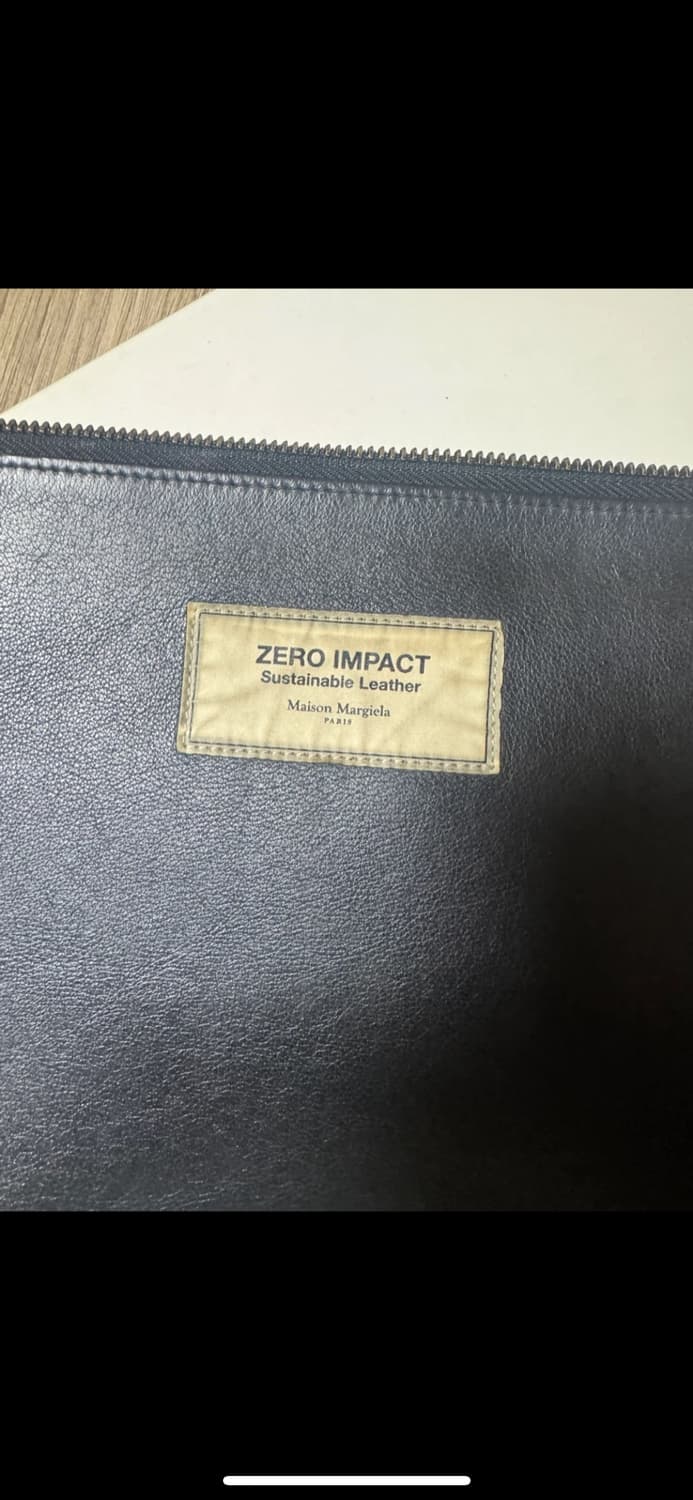 ZERO IMPACT
Sustainable Leather
Maison Margiela
PARIS